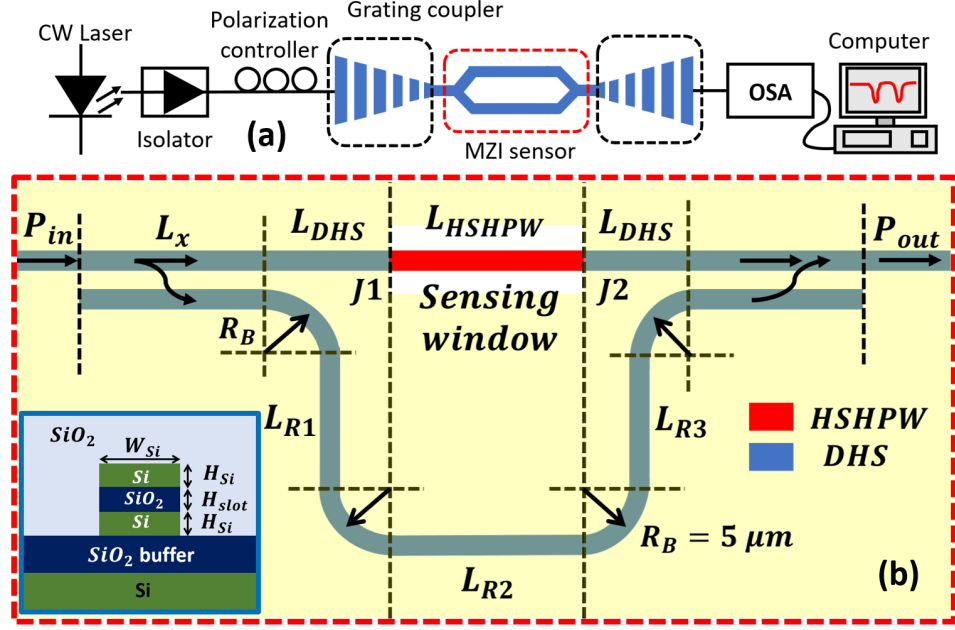 CW Laser
Polarization
controller
Grating coupler
Computer
Isolator
(a)
MZI sensor
OSA
P_in
L_x
L_DHS
L_HSHPW
L_DHS
P_out
J1
Sensing
window
J2
R_B
L_R1
L_R3
HSHPW
DHS
SiO_2
W_Si
Si
H_Si
SiO_2
H_slot
Si
H_Si
SiO_2 buffer
Si
R_B = 5 μm
L_R2
(b)